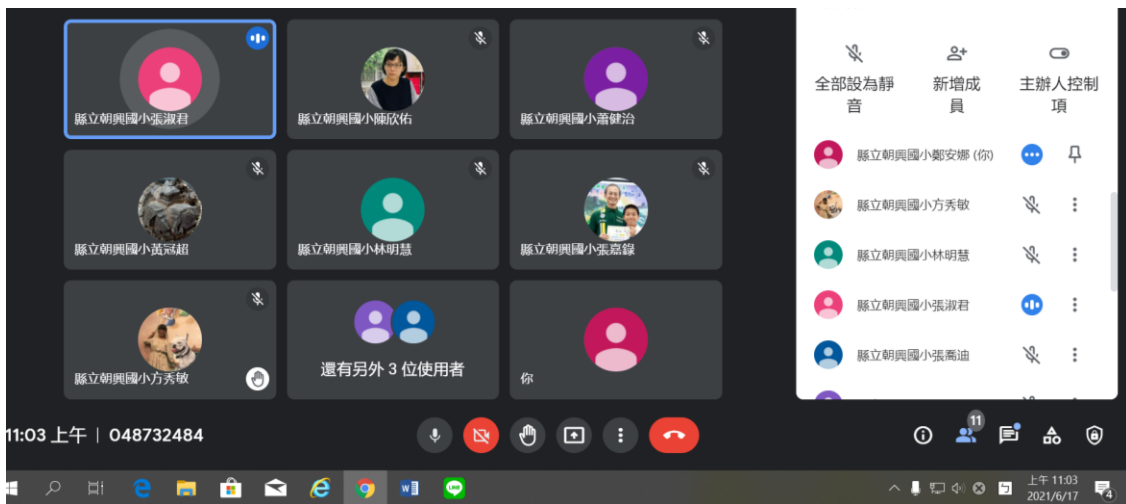 縣立朝興國小張淑君
縣立朝興國小陳欣佑
縣立朝興國小蕭健治
縣立朝興國小黃冠超
縣立朝興國小林明慧
縣立朝興國小張嘉錄
縣立朝興國小方秀敏
還有另外 3 位使用者
你
全部設為靜
音
新增成
員
主辦人控制
項
縣立朝興國小鄭安娜 (你)
縣立朝興國小方秀敏
縣立朝興國小林明慧
縣立朝興國小張淑君
縣立朝興國小張喬迪
11:03 上午 | 048732484
11
上午 11:03
2021/6/17
4